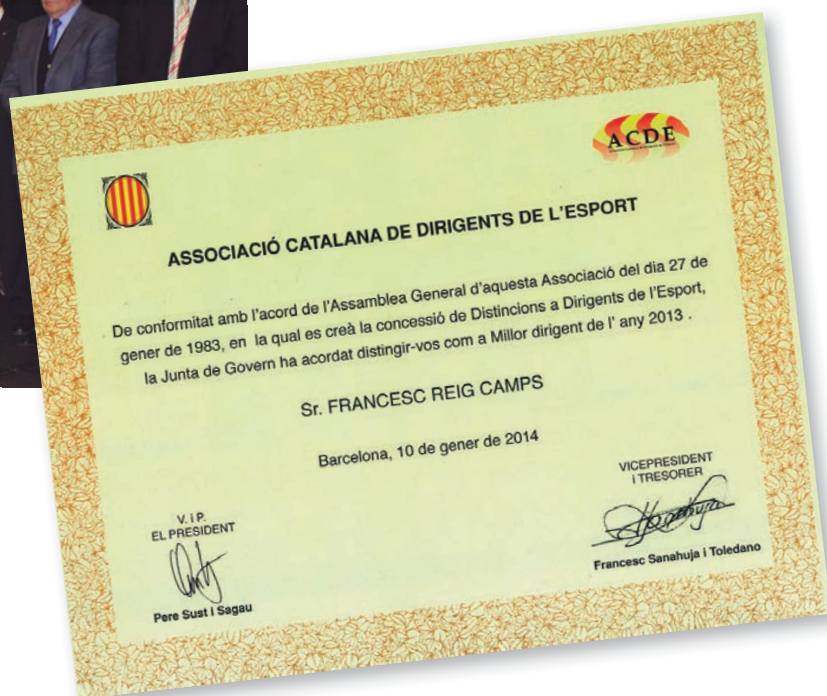 ACDE
ASSOCIACIÓ CATALANA DE DIRIGENTS DE L'ESPORT
De conformitat amb l'acord de l'Assamblea General d'aquesta Associació del dia 27 de
gener de 1983, en la qual es creà la concessió de Distincions a Dirigents de l'Esport,
la Junta de Govern ha acordat distingir-vos com a Millor dirigent de l' any 2013 .
Sr. FRANCESC REIG CAMPS
Barcelona, 10 de gener de 2014
V. i P.
EL PRESIDENT
Pere Sust i Sagau
VICEPRESIDENT
I TRESORER
Francesc Sanahuja i Toledano